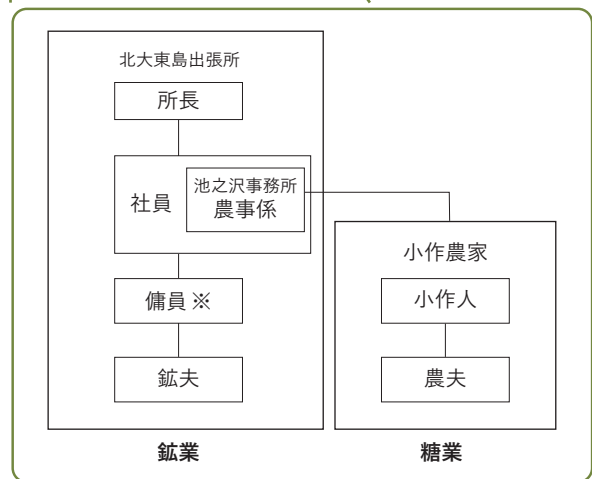 北大東島出張所
所長
社員
池之沢事務所
農事係
傭員※
鉱夫
小作農家
小作人
農夫
鉱業
糖業